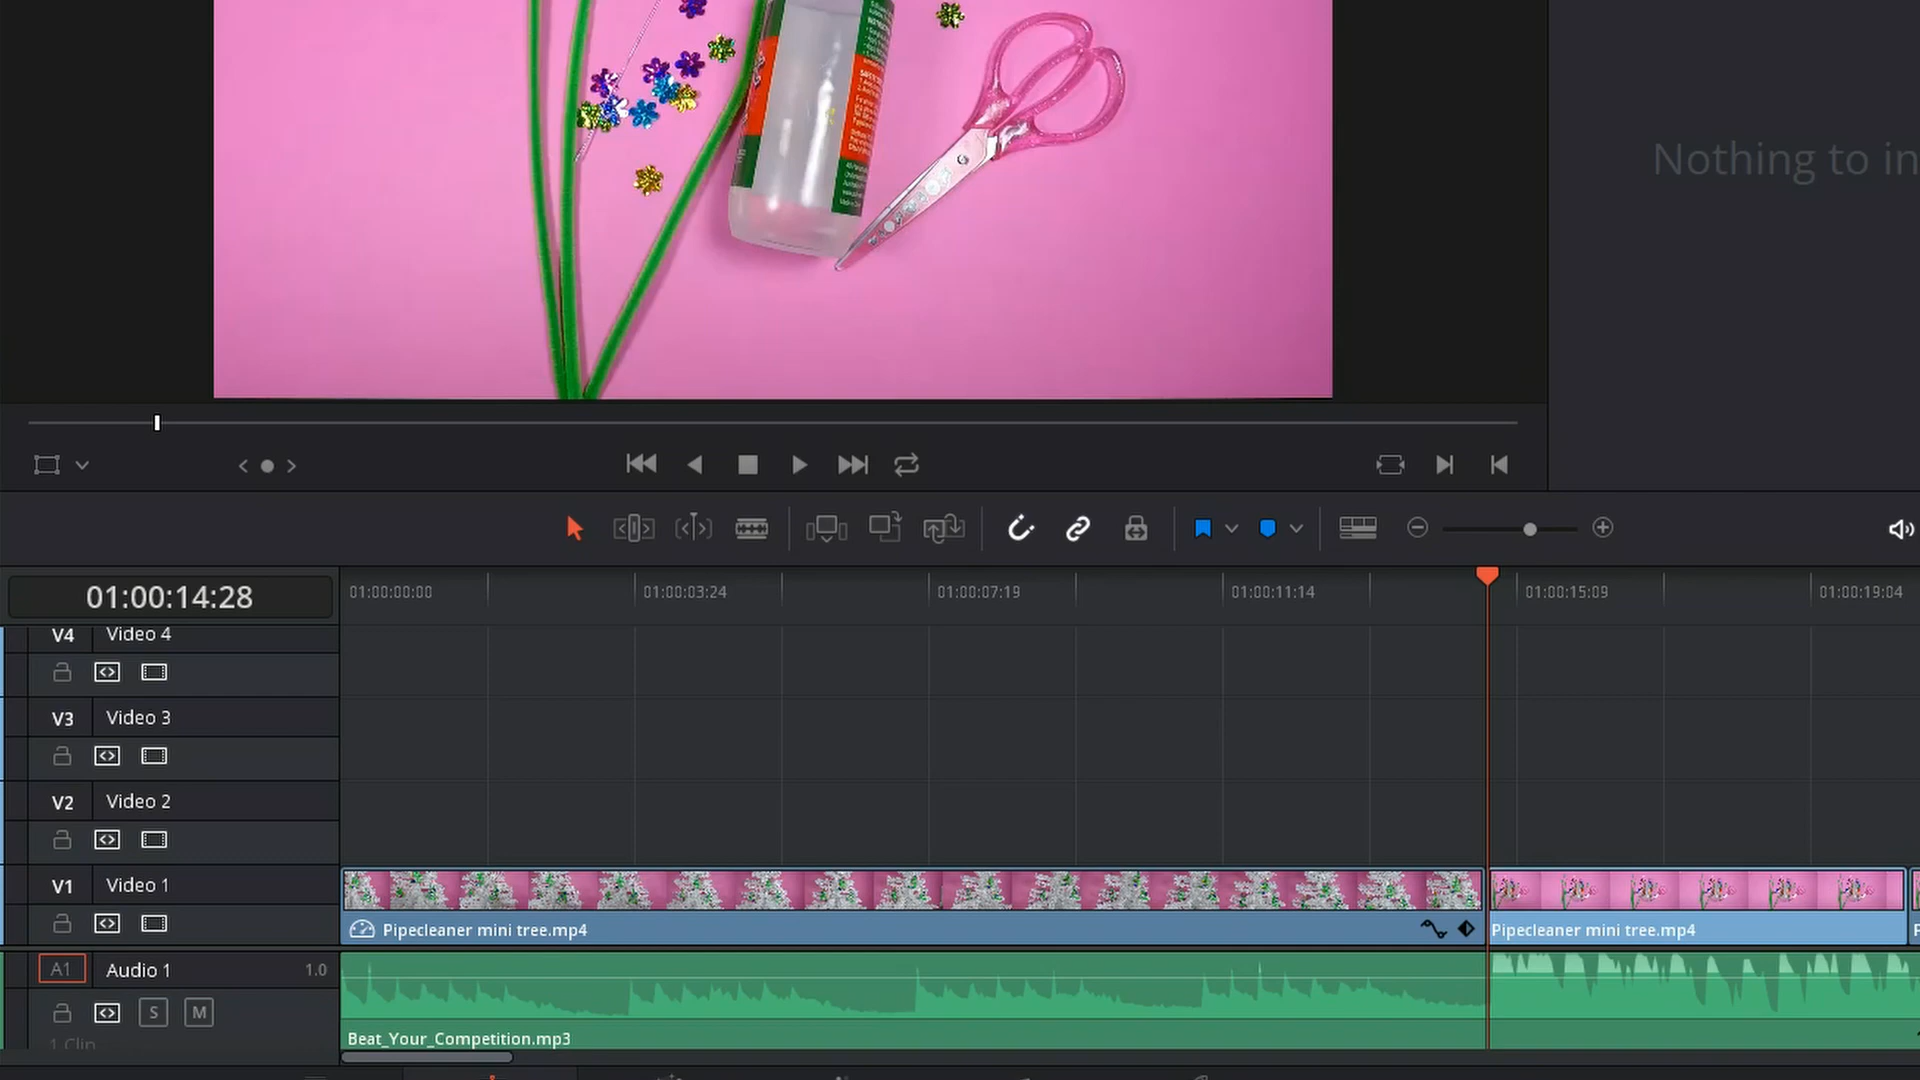 Nothing to in
01:00:14:28
01:00:00:00
01:00:03:24
01:00:07:19
01:00:11:14
01:00:15:09
01:00:19:04
V4 Video 4
V3 Video 3
V2 Video 2
V1 Video 1
Pipecleaner mini tree.mp4
Pipecleaner mini tree.mp4
A1 Audio 1 1.0
S M
1 Clip
Beat_Your_Competition.mp3